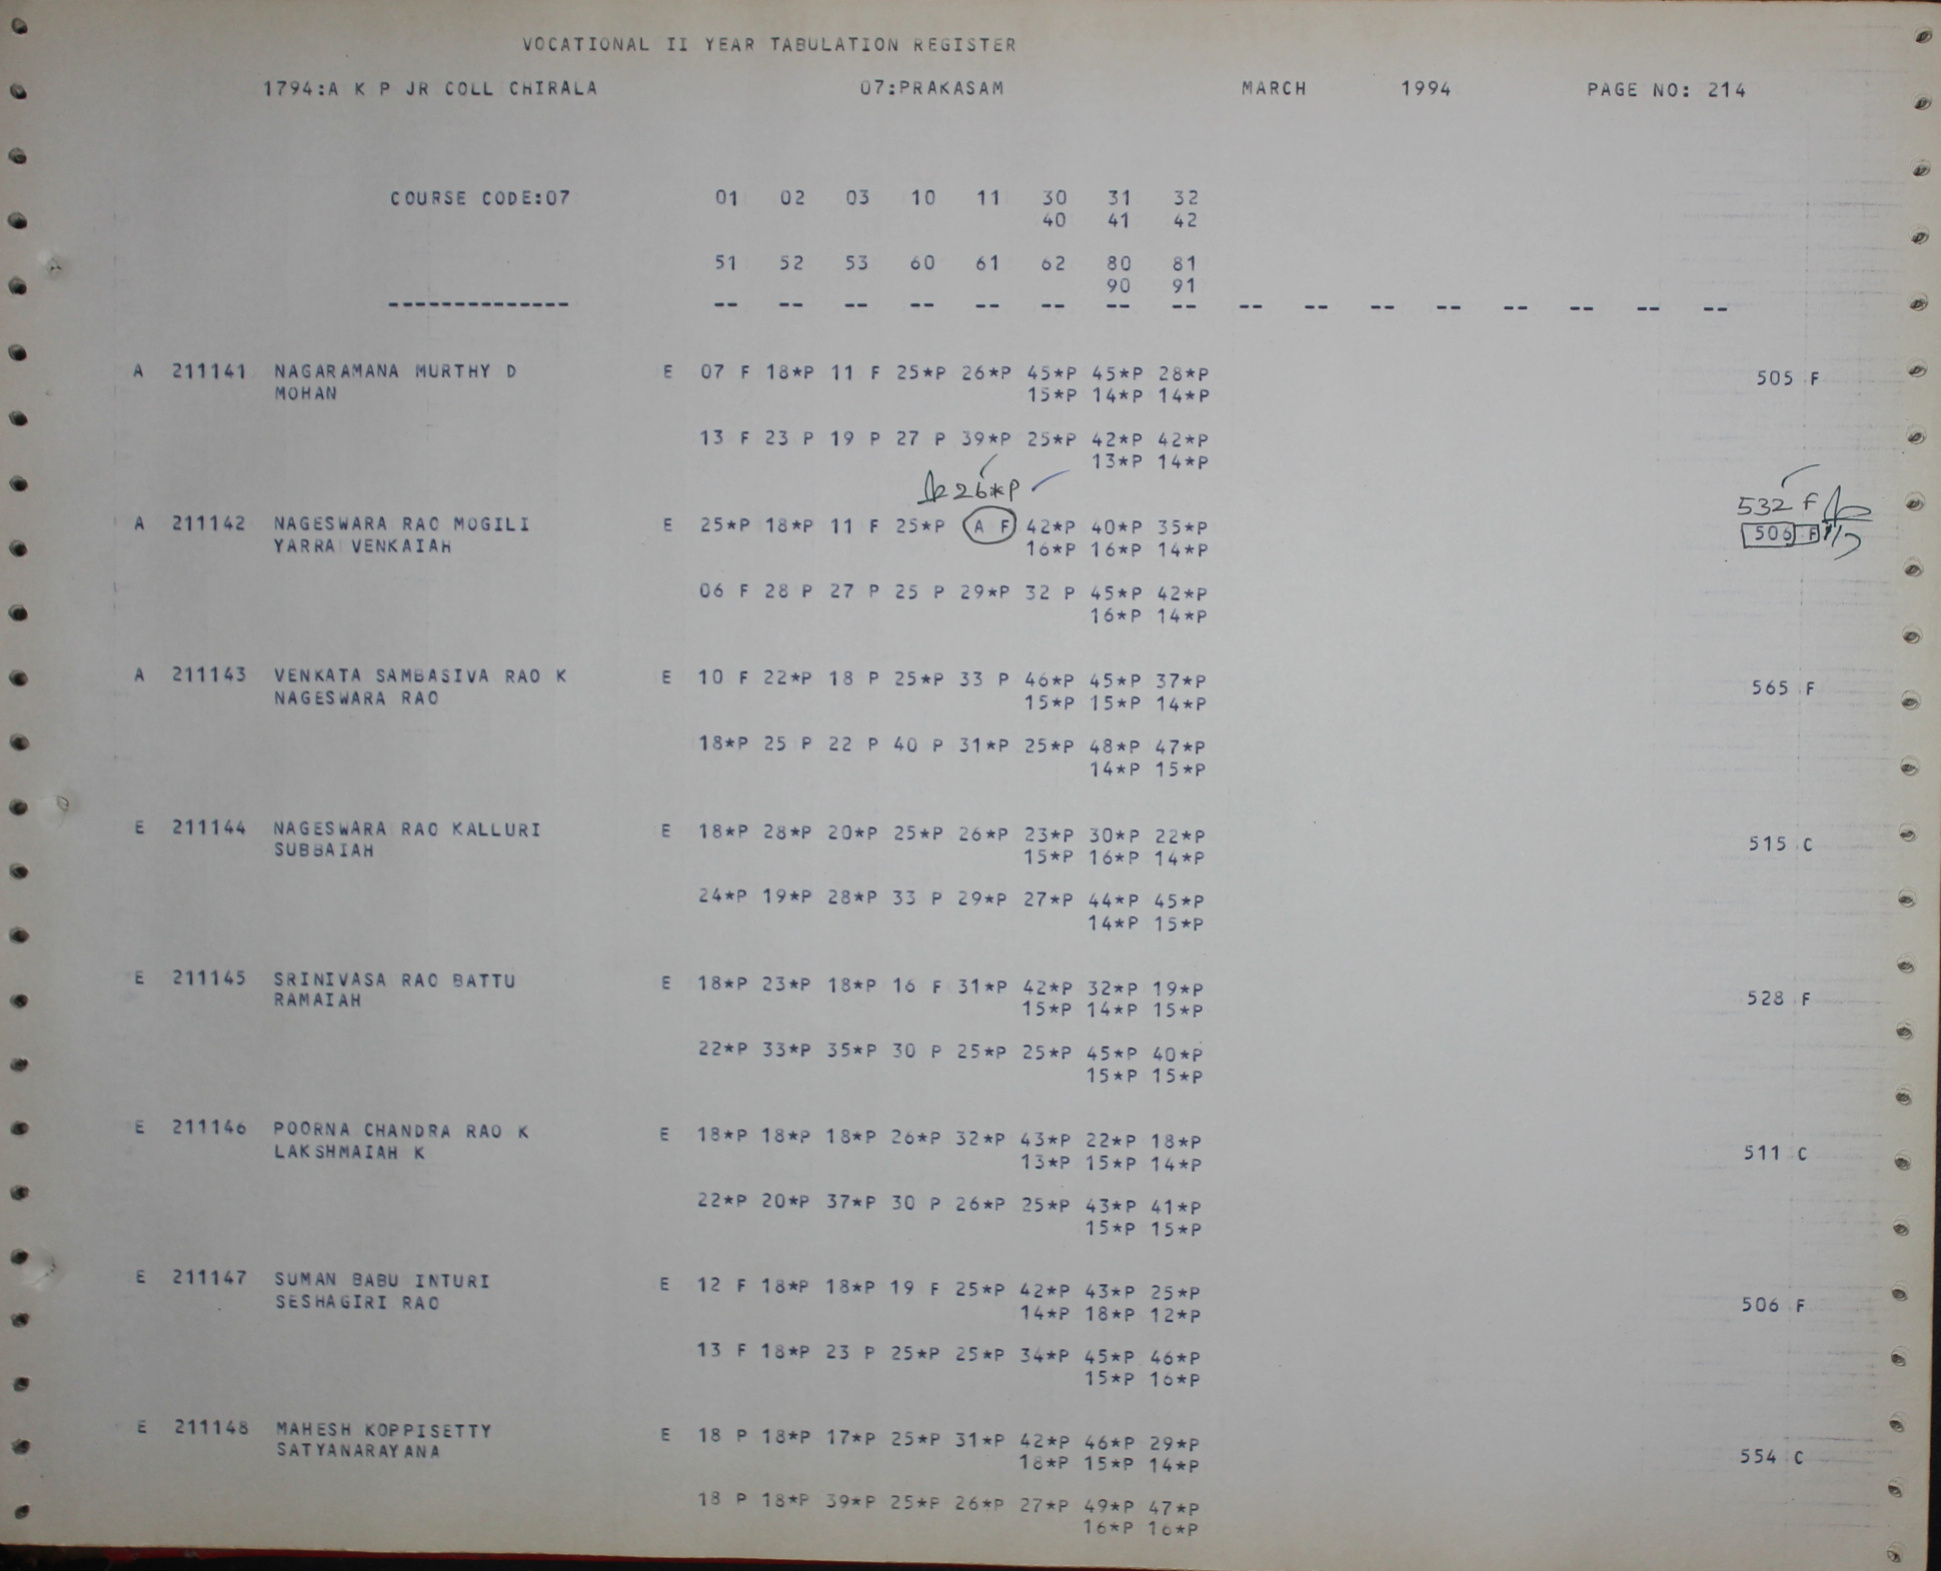 VOCATIONAL II YEAR TABULATION REGISTER
1794:A K P JR COLL CHIRALA 07:PRAKASAM MARCH 1994 PAGE NO: 214
COURSE CODE:07 01 02 03 10 11 30 31 32
40 41 42
51 52 53 60 61 62 80 81
90 91
-------------- -- -- -- -- -- -- -- -- -- -- -- -- -- -- -- --
A 211141 NAGARAMANA MURTHY D E 07 F 18*P 11 F 25*P 26*P 45*P 45*P 28*P 505 F
MOHAN 15*P 14*P 14*P
13 F 23 P 19 P 27 P 39*P 25*P 42*P 42*P
13*P 14*P
26*P 532 F
A 211142 NAGESWARA RAO MOGILI E 25*P 18*P 11 F 25*P A F 42*P 40*P 35*P 506 F
YARRA VENKAIAH 16*P 16*P 14*P
06 F 28 P 27 P 25 P 29*P 32 P 45*P 42*P
16*P 14*P
A 211143 VENKATA SAMBASIVA RAO K E 10 F 22*P 18 P 25*P 33 P 46*P 45*P 37*P 565 F
NAGESWARA RAO 15*P 15*P 14*P
18*P 25 P 22 P 40 P 31*P 25*P 48*P 47*P
14*P 15*P
E 211144 NAGESWARA RAO KALLURI E 18*P 28*P 20*P 25*P 26*P 23*P 30*P 22*P 515 C
SUBBAIAH 15*P 16*P 14*P
24*P 19*P 28*P 33 P 29*P 27*P 44*P 45*P
14*P 15*P
E 211145 SRINIVASA RAO BATTU E 18*P 23*P 18*P 16 F 31*P 42*P 32*P 19*P 528 F
RAMAIAH 15*P 14*P 15*P
22*P 33*P 35*P 30 P 25*P 25*P 45*P 40*P
15*P 15*P
E 211146 POORNA CHANDRA RAO K E 18*P 18*P 18*P 26*P 32*P 43*P 22*P 18*P 511 C
LAKSHMAIAH K 13*P 15*P 14*P
22*P 20*P 37*P 30 P 26*P 25*P 43*P 41*P
15*P 15*P
E 211147 SUMAN BABU INTURI E 12 F 18*P 18*P 19 F 25*P 42*P 43*P 25*P 506 F
SESHAGIRI RAO 14*P 18*P 12*P
13 F 18*P 23 P 25*P 25*P 34*P 45*P 46*P
15*P 16*P
E 211148 MAHESH KOPPISETTY E 18 P 18*P 17*P 25*P 31*P 42*P 46*P 29*P 554 C
SATYANARAYANA 18*P 15*P 14*P
18 P 18*P 39*P 25*P 26*P 27*P 49*P 47*P
16*P 16*P